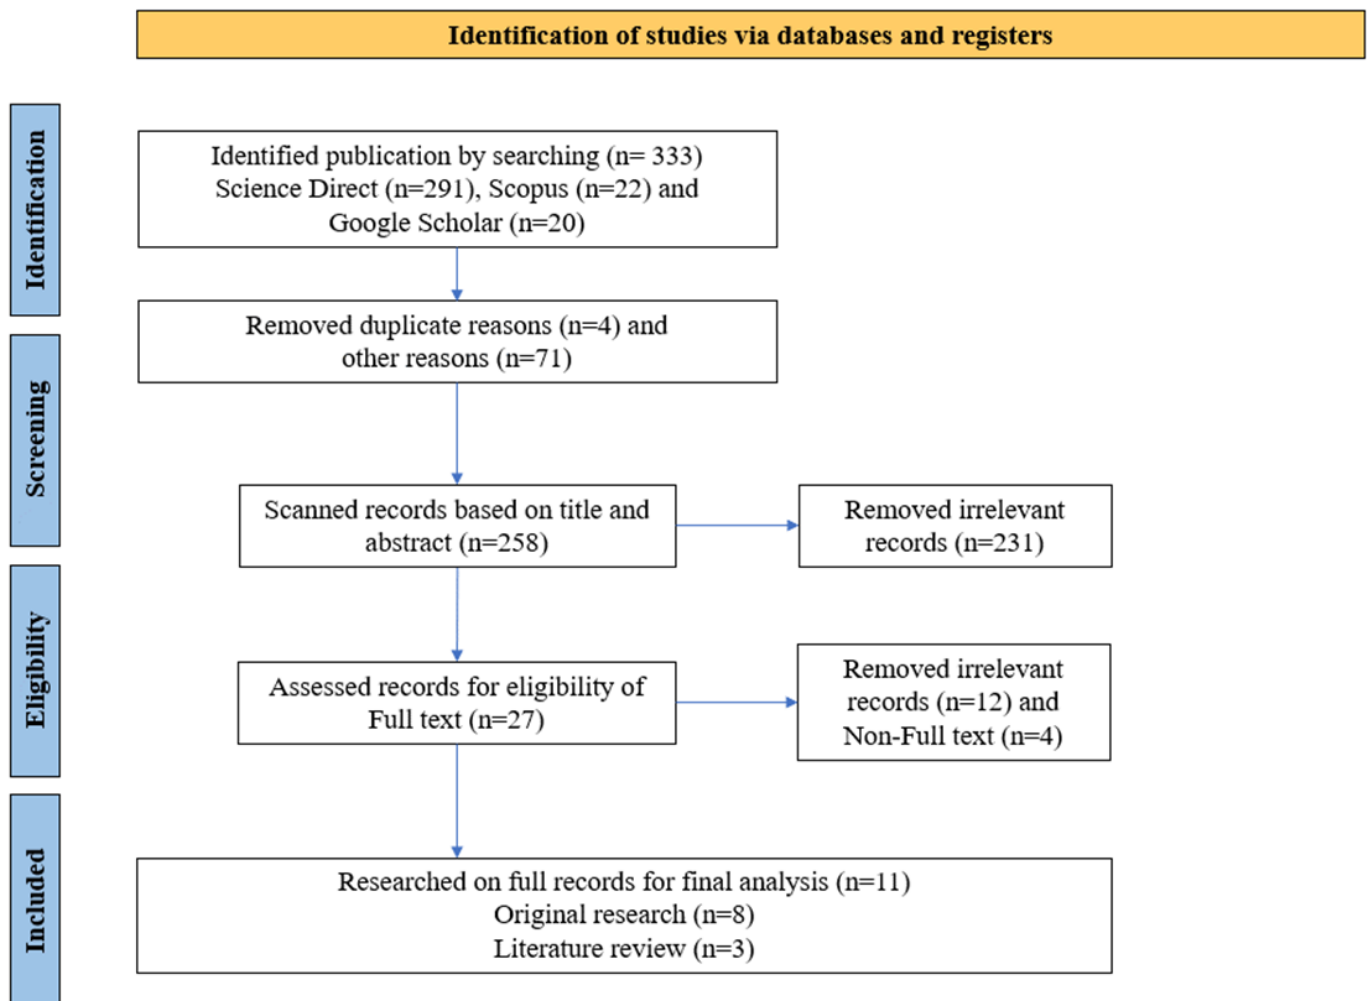 Identification of studies via databases and registers
Identification
Identified publication by searching (n= 333)
Science Direct (n=291), Scopus (n=22) and
Google Scholar (n=20)
Removed duplicate reasons (n=4) and
other reasons (n=71)
Screening
Scanned records based on title and
abstract (n=258)
Removed irrelevant
records (n=231)
Eligibility
Assessed records for eligibility of
Full text (n=27)
Removed irrelevant
records (n=12) and
Non-Full text (n=4)
Included
Researched on full records for final analysis (n=11)
Original research (n=8)
Literature review (n=3)